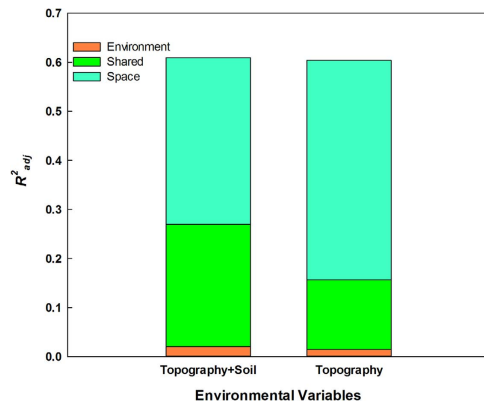 0.7
0.6
0.5
0.4
0.3
0.2
0.1
0.0
R²adj
Environment
Shared
Space
Topography+Soil
Topography
Environmental Variables